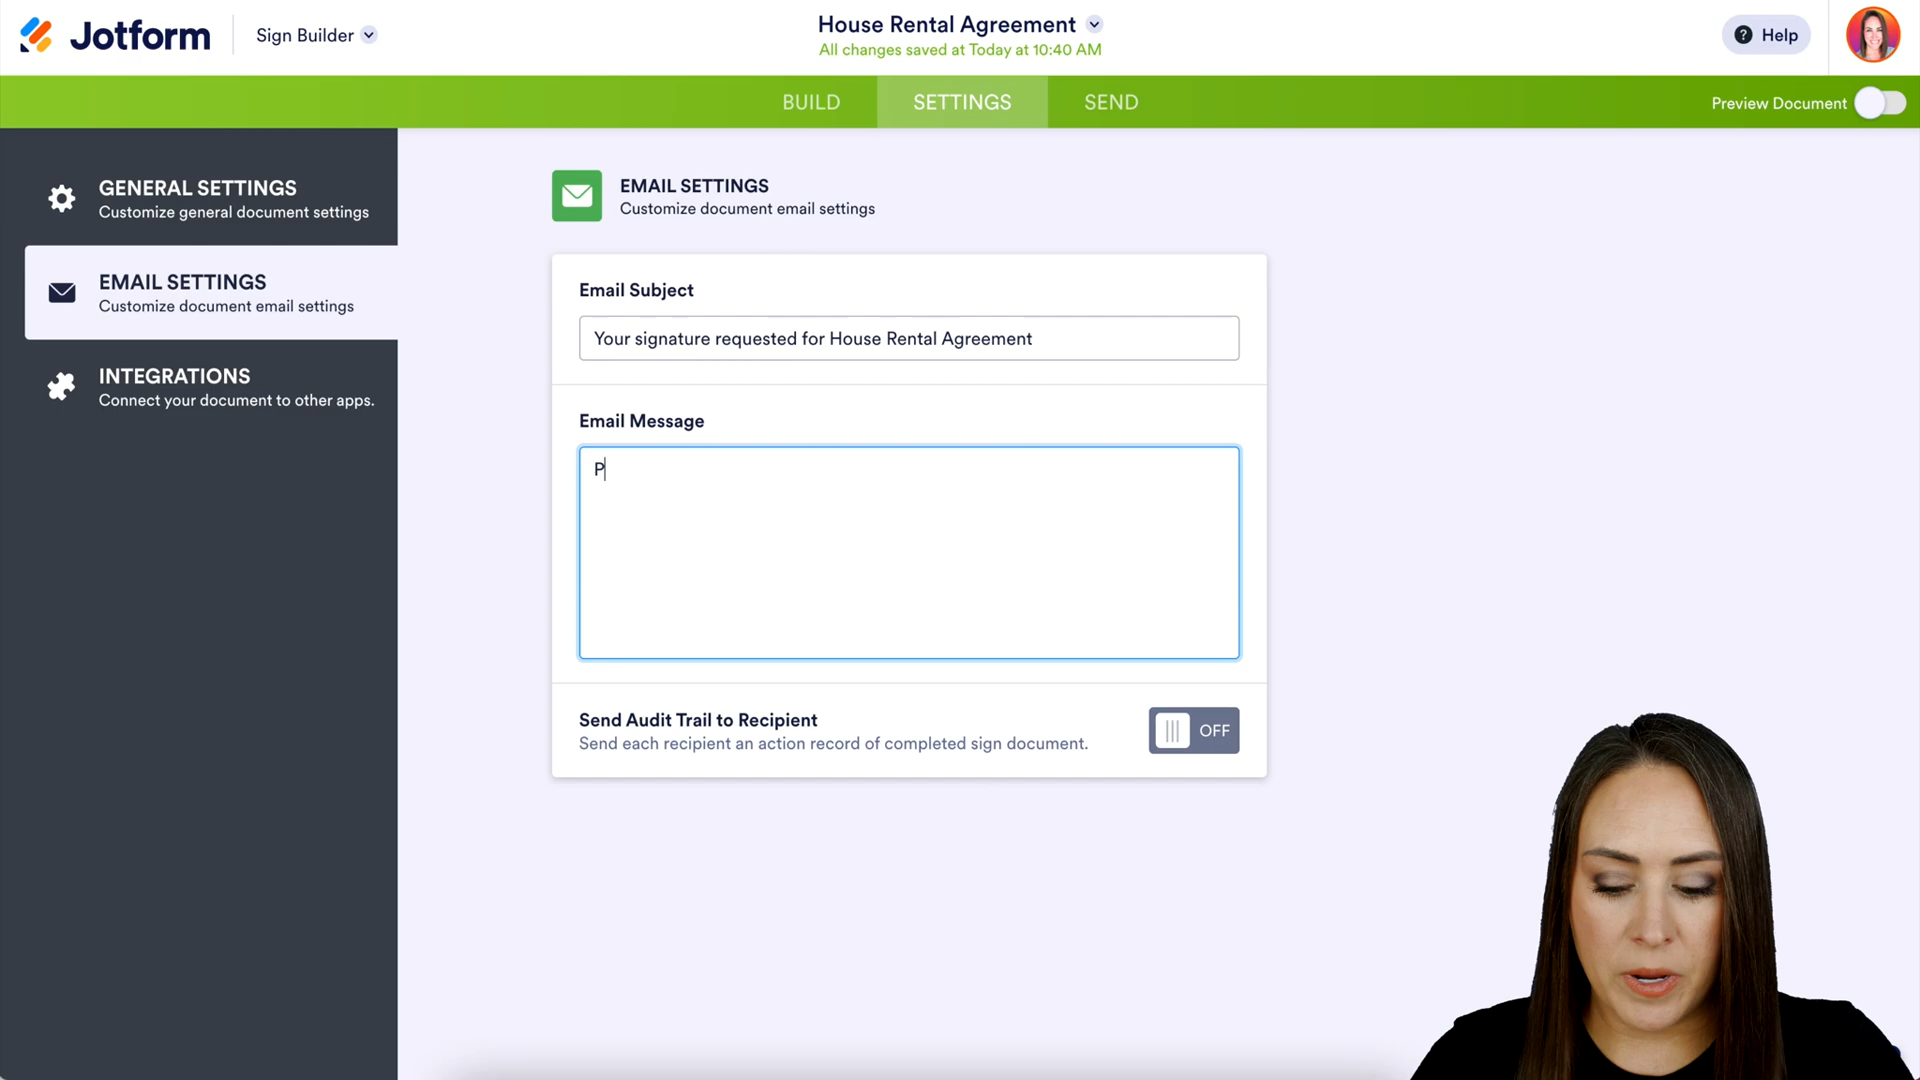 Jotform
Sign Builder
House Rental Agreement
All changes saved at Today at 10:40 AM
Help
BUILD
SETTINGS
SEND
Preview Document
GENERAL SETTINGS
Customize general document settings
EMAIL SETTINGS
Customize document email settings
INTEGRATIONS
Connect your document to other apps.
EMAIL SETTINGS
Customize document email settings
Email Subject
Your signature requested for House Rental Agreement
Email Message
P
Send Audit Trail to Recipient
Send each recipient an action record of completed sign document.
OFF